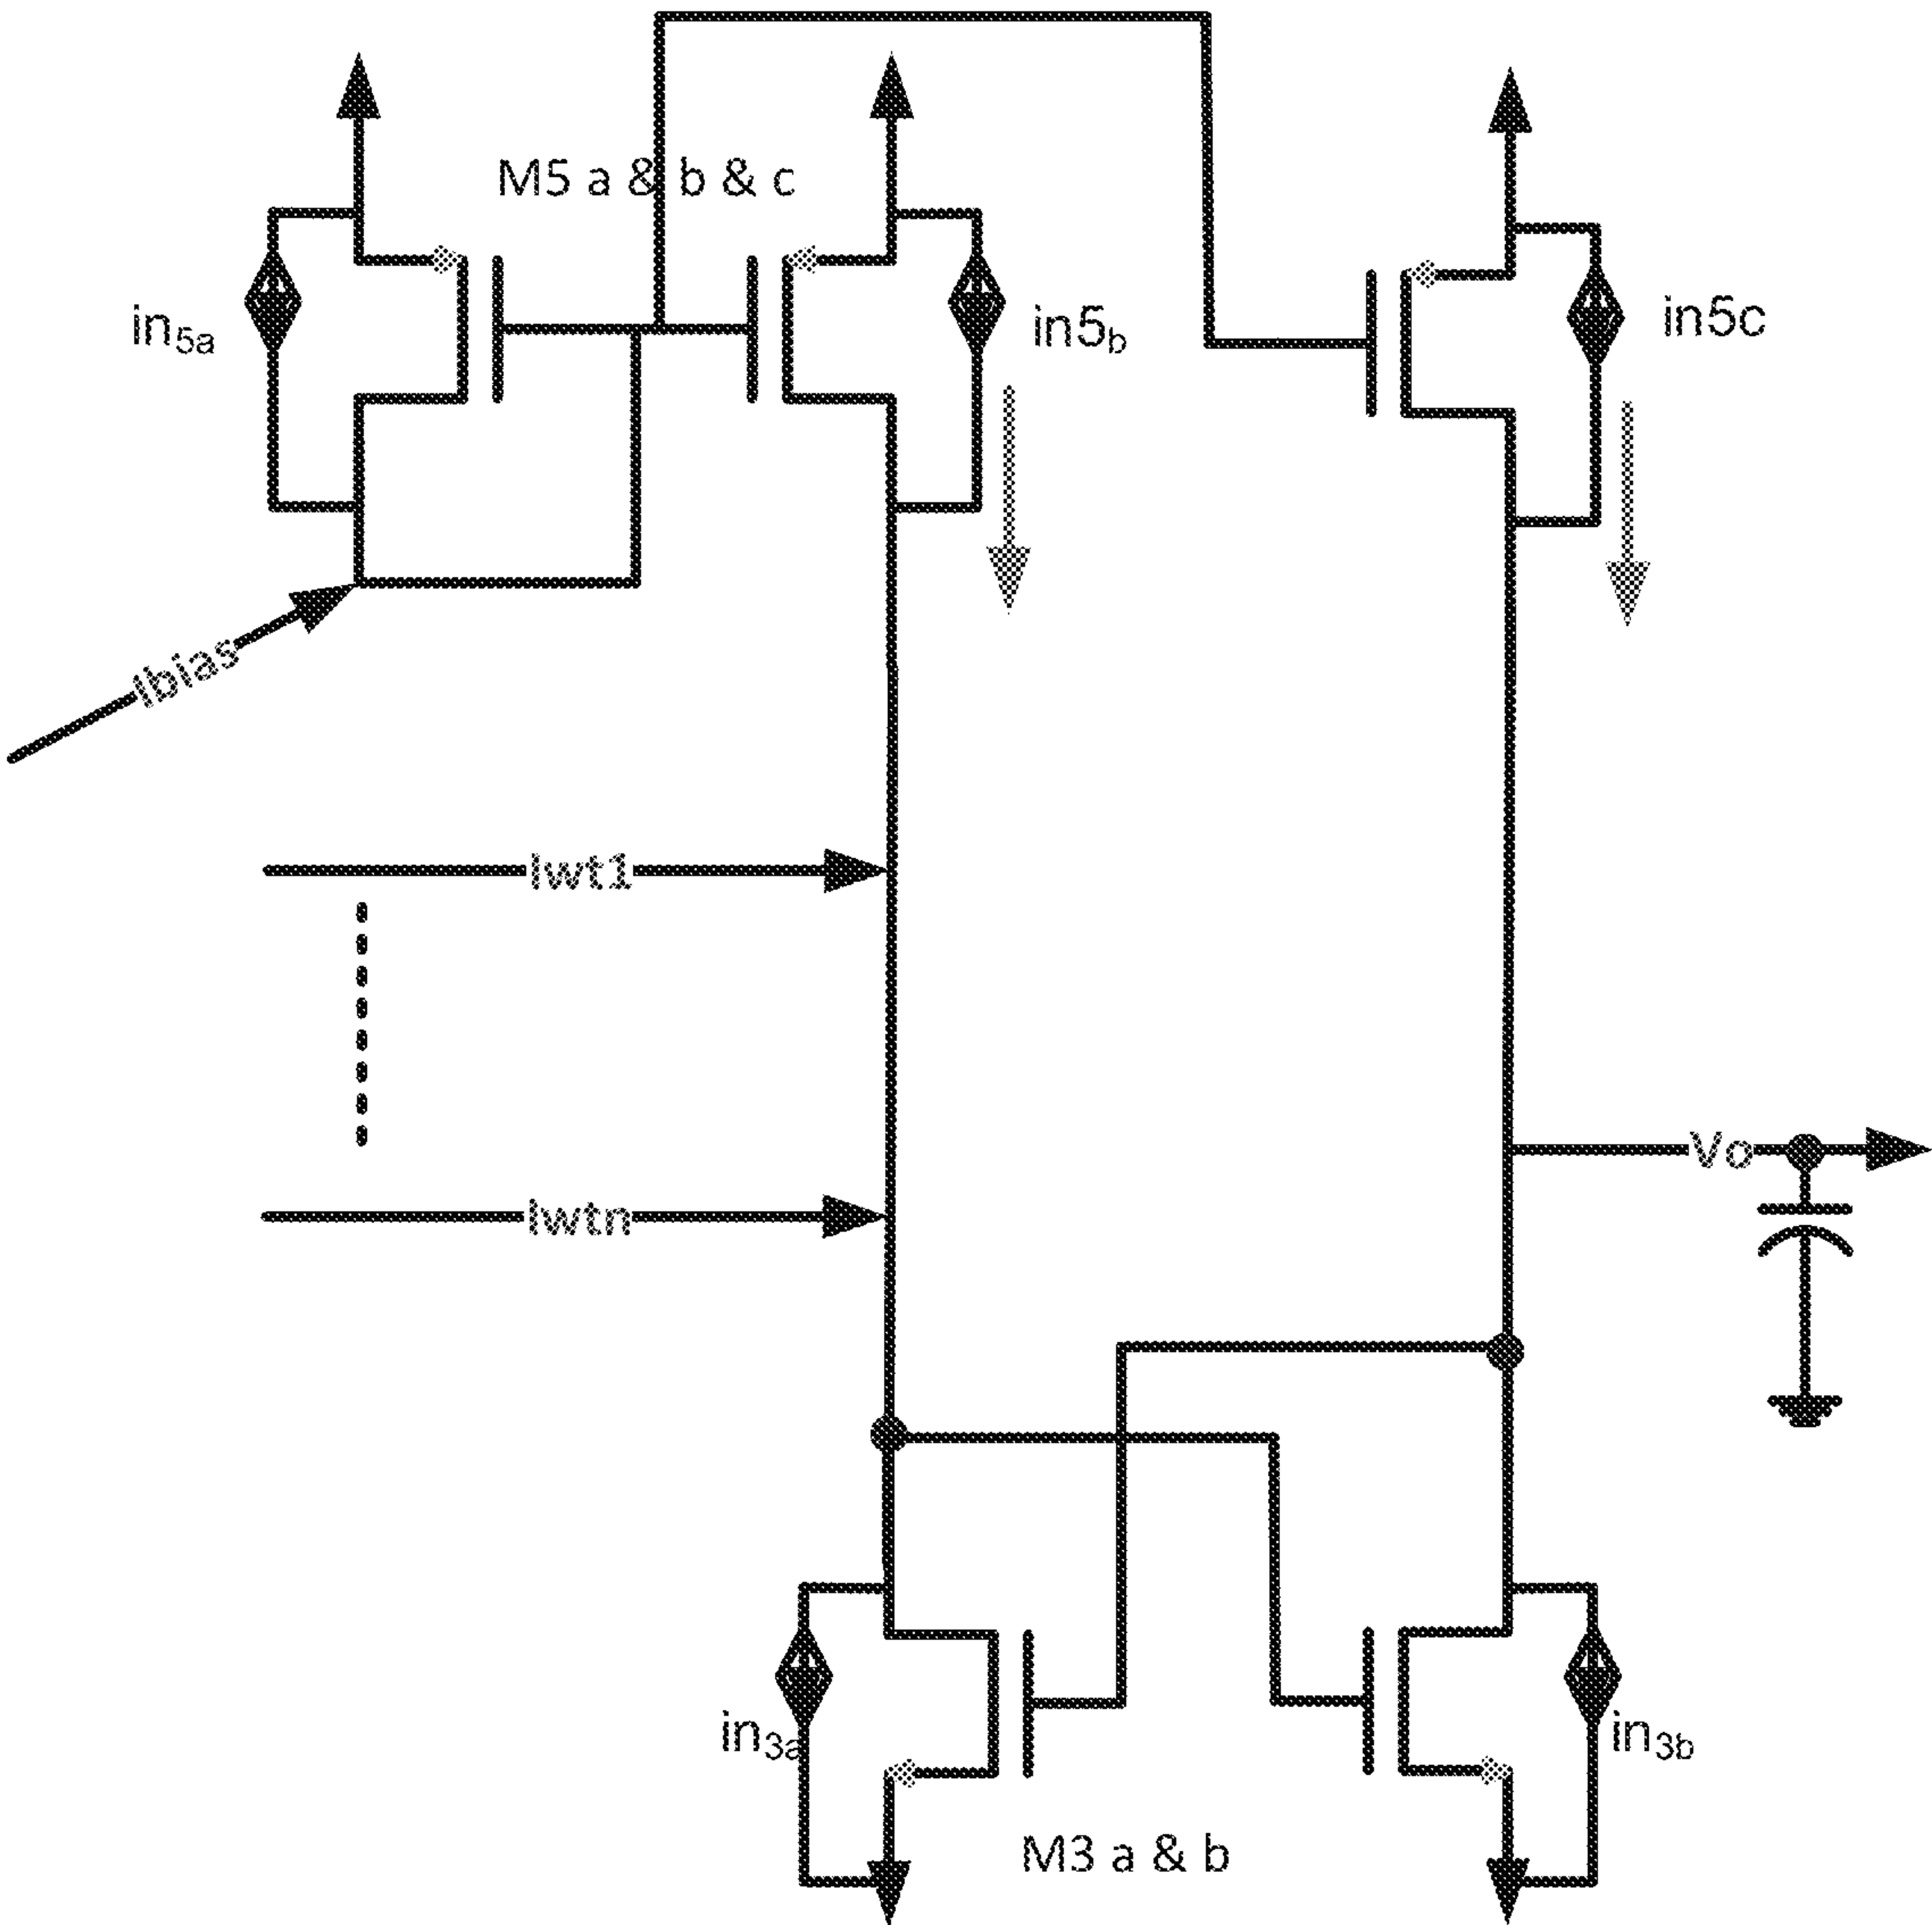 M5 a & b & c
in5a
in5b
in5c
Ibias
Iwt1
Vo
Iwtn
in3a
in3b
M3 a & b